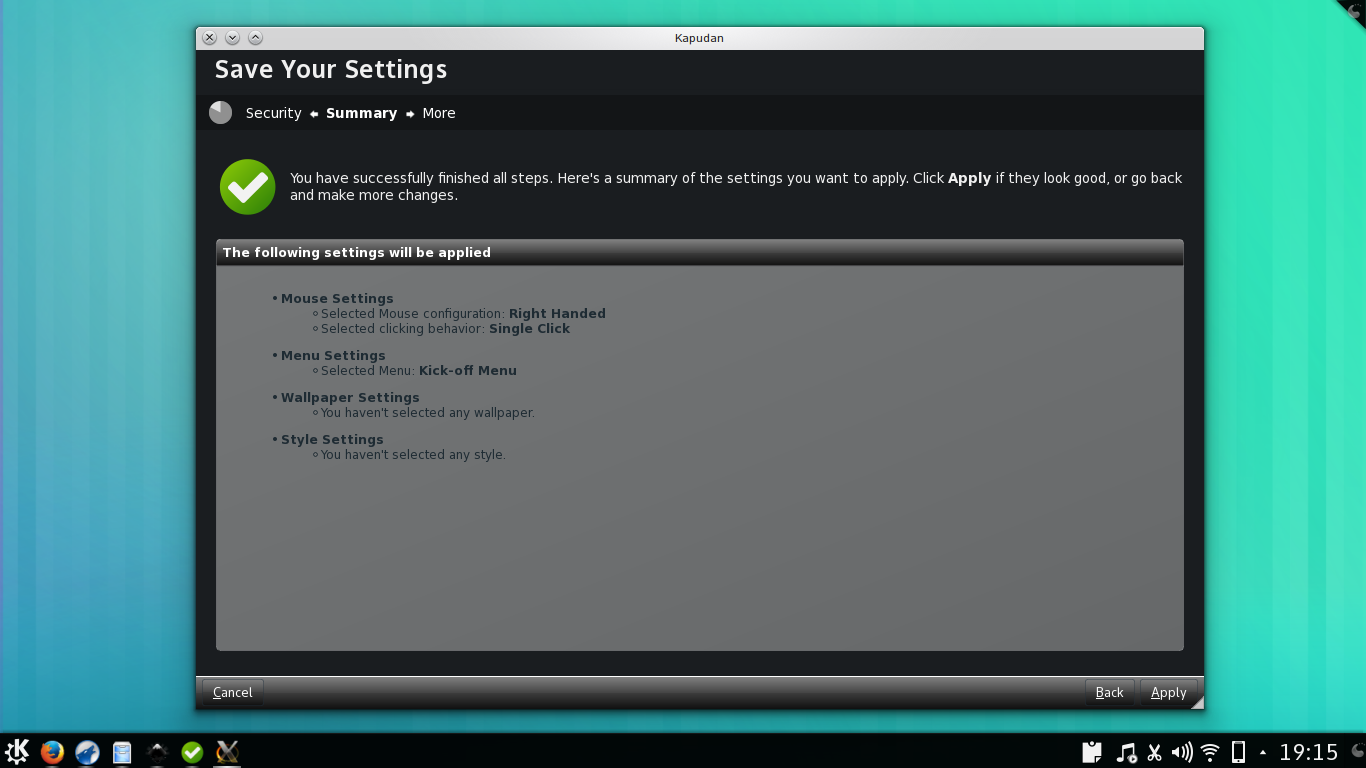 Kapudan
Save Your Settings
Security Summary More
You have successfully finished all steps. Here's a summary of the settings you want to apply. Click Apply if they look good, or go back
and make more changes.
The following settings will be applied
• Mouse Settings
◦ Selected Mouse configuration: Right Handed
◦ Selected clicking behavior: Single Click
• Menu Settings
◦ Selected Menu: Kick-off Menu
• Wallpaper Settings
◦ You haven't selected any wallpaper.
• Style Settings
◦ You haven't selected any style.
Cancel Back Apply
19:15